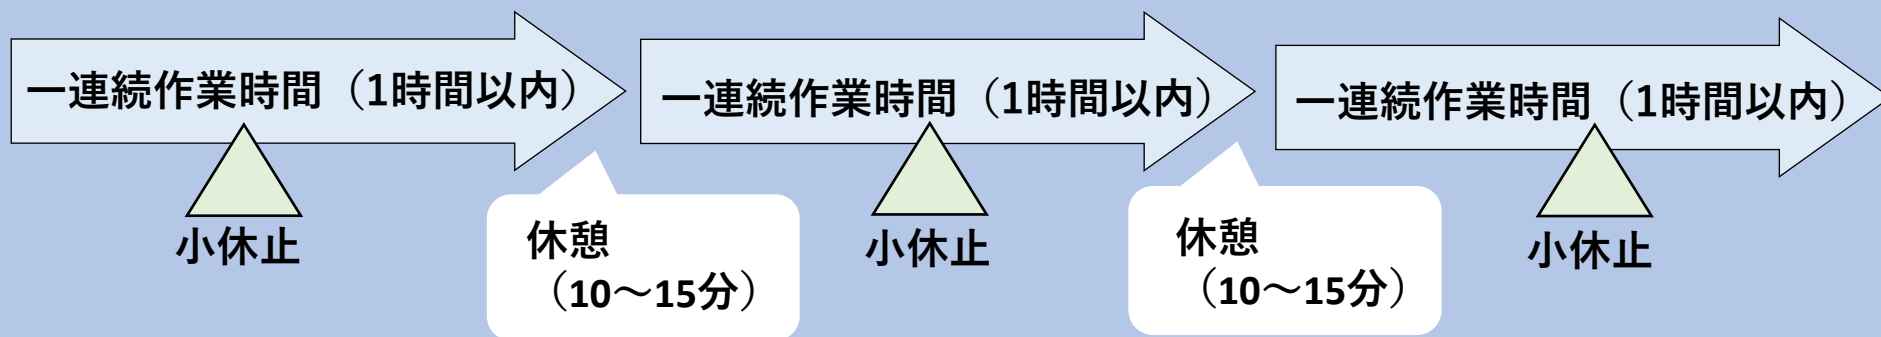 一連続作業時間（1時間以内）
一連続作業時間（1時間以内）
一連続作業時間（1時間以内）
小休止
休憩
（10～15分）
小休止
休憩
（10～15分）
小休止